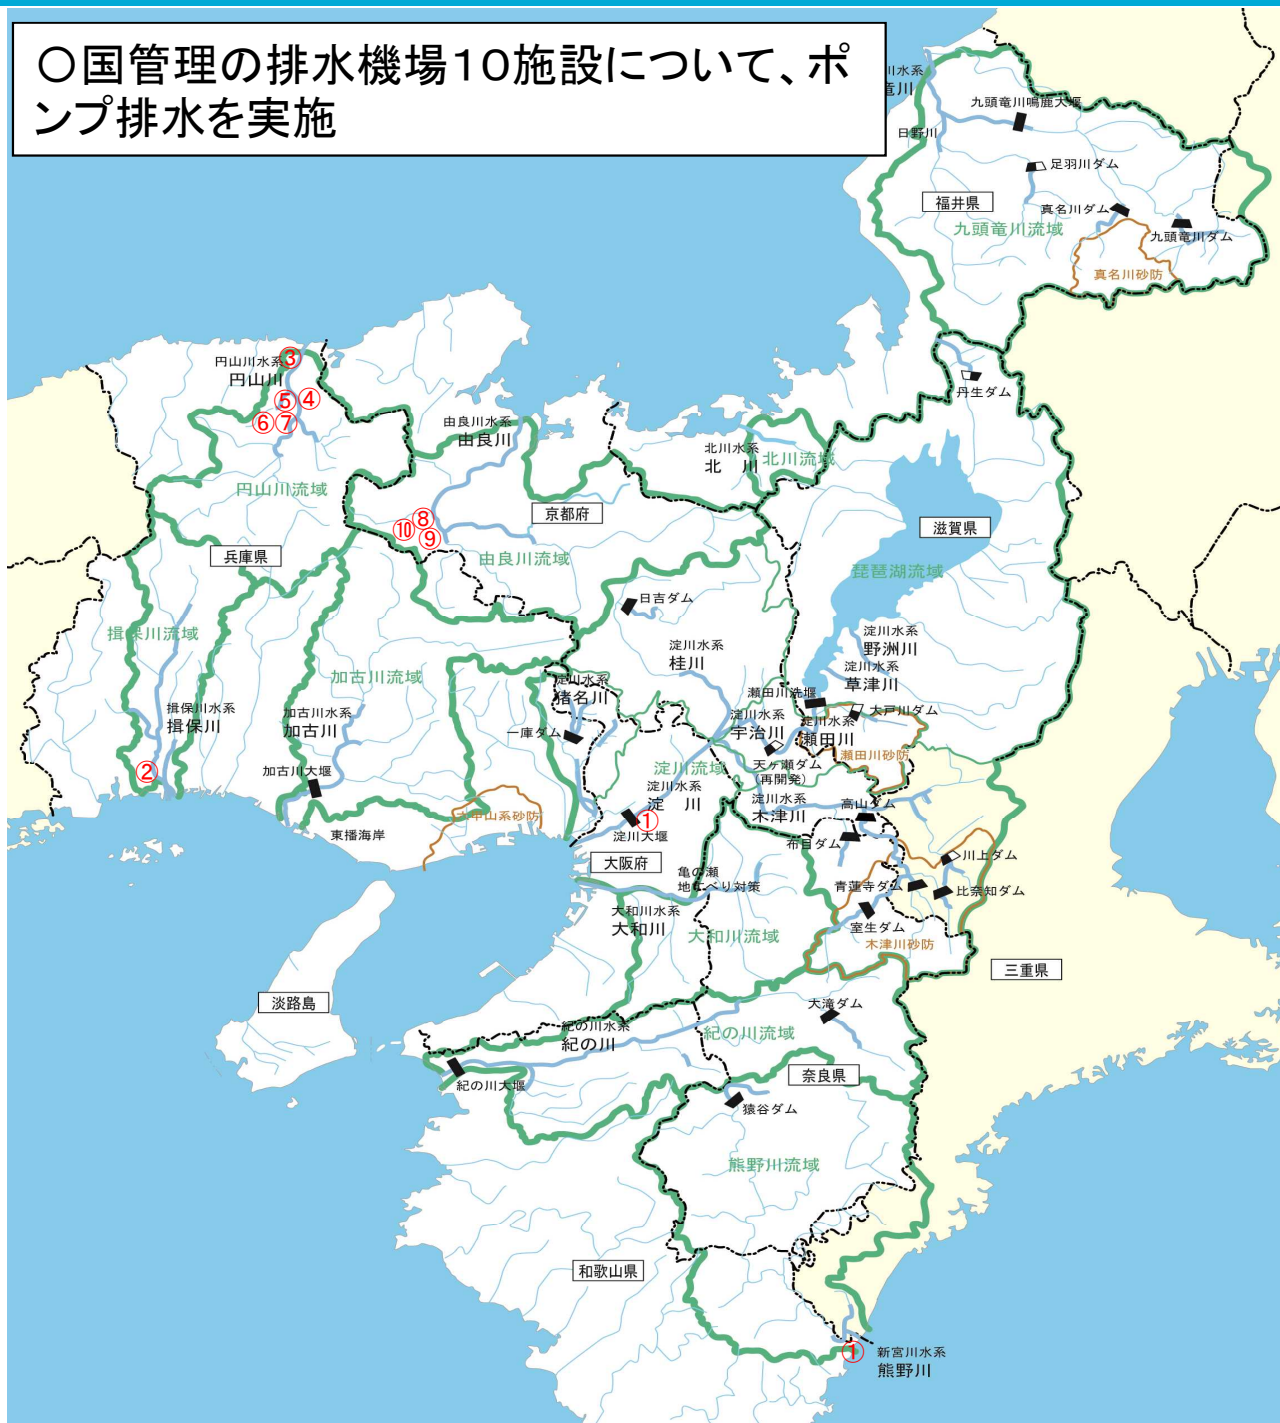 〇国管理の排水機場10施設について、ポ
ンプ排水を実施
川水系
竜川
九頭竜川鳴鹿大堰
日野川
足羽川ダム
福井県
真名川ダム
九頭竜川流域
九頭竜川ダム
真名川砂防
円山川水系
③
円山川
丹生ダム
⑤
④
⑥
⑦
由良川水系
由良川
北川水系
北　川
北川流域
円山川流域
京都府
⑧
⑩
⑨
滋賀県
兵庫県
由良川流域
琵琶湖流域
日吉ダム
揖保川流域
淀川水系
野洲川
淀川水系
桂川
加古川流域
淀川水系
草津川
淀川水系
猪名川
瀬田川洗堰
揖保川水系
揖保川
加古川水系
加古川
淀川水系
宇治川
大戸川ダム
淀川水系
瀬田川
一庫ダム
瀬田川砂防
②
加古川大堰
淀川流域
天ヶ瀬ダム
(再開発)
淀川水系
淀　川
淀川水系
木津川
高山ダム
六甲山系砂防
①
東播海岸
淀川大堰
布目ダム
川上ダム
大阪府
亀の瀬
地すべり対策
青蓮寺ダム
比奈知ダム
大和川水系
大和川
室生ダム
大和川流域
木津川砂防
三重県
淡路島
大滝ダム
紀の川水系
紀の川
紀の川流域
奈良県
紀の川大堰
猿谷ダム
熊野川流域
和歌山県
①
新宮川水系
熊野川